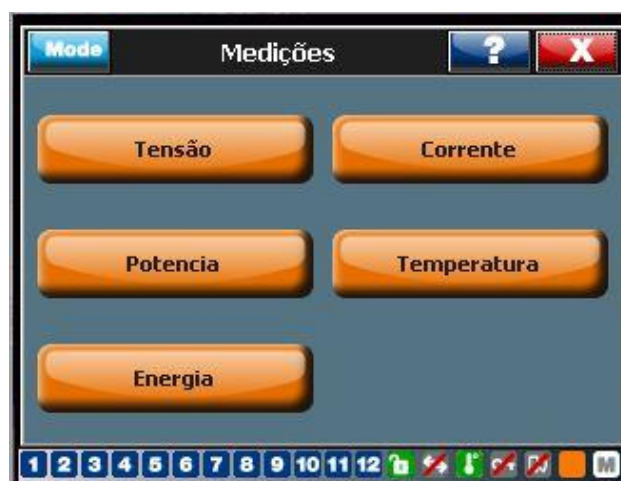 Mode Medições ? X
Tensão Corrente
Potencia Temperatura
Energia
1 2 3 4 5 6 7 8 9 10 11 12 M